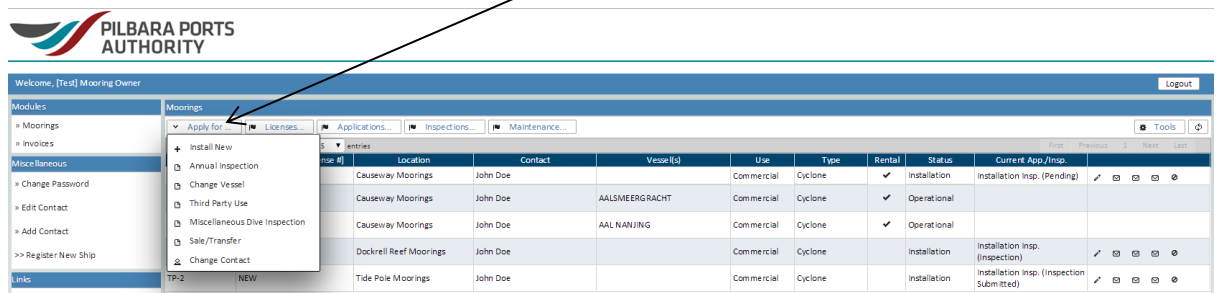 PILBARA PORTS
AUTHORITY
Welcome, [Test] Mooring Owner
Logout
Modules
» Moorings
» Invoices
Miscellaneous
» Change Password
» Edit Contact
» Add Contact
>> Register New Ship
Links
Moorings
Apply for ... Licenses... Applications... Inspections... Maintenance... Tools
Install New
Annual Inspection
Change Vessel
Third Party Use
Miscellaneous Dive Inspection
Sale/Transfer
Change Contact
5 entries First Previous 1 Next Last
nse #] Location Contact Vessel(s) Use Type Rental Status Current App./Insp.
Causeway Moorings John Doe Commercial Cyclone ✔ Installation Installation Insp. (Pending)
Causeway Moorings John Doe AALSMEERGRACHT Commercial Cyclone ✔ Operational
Causeway Moorings John Doe AAL NANJING Commercial Cyclone ✔ Operational
Dockrell Reef Moorings John Doe Commercial Cyclone Installation Installation Insp.
(Inspection)
TP-2 NEW Tide Pole Moorings John Doe Commercial Cyclone Installation Installation Insp. (Inspection
Submitted)